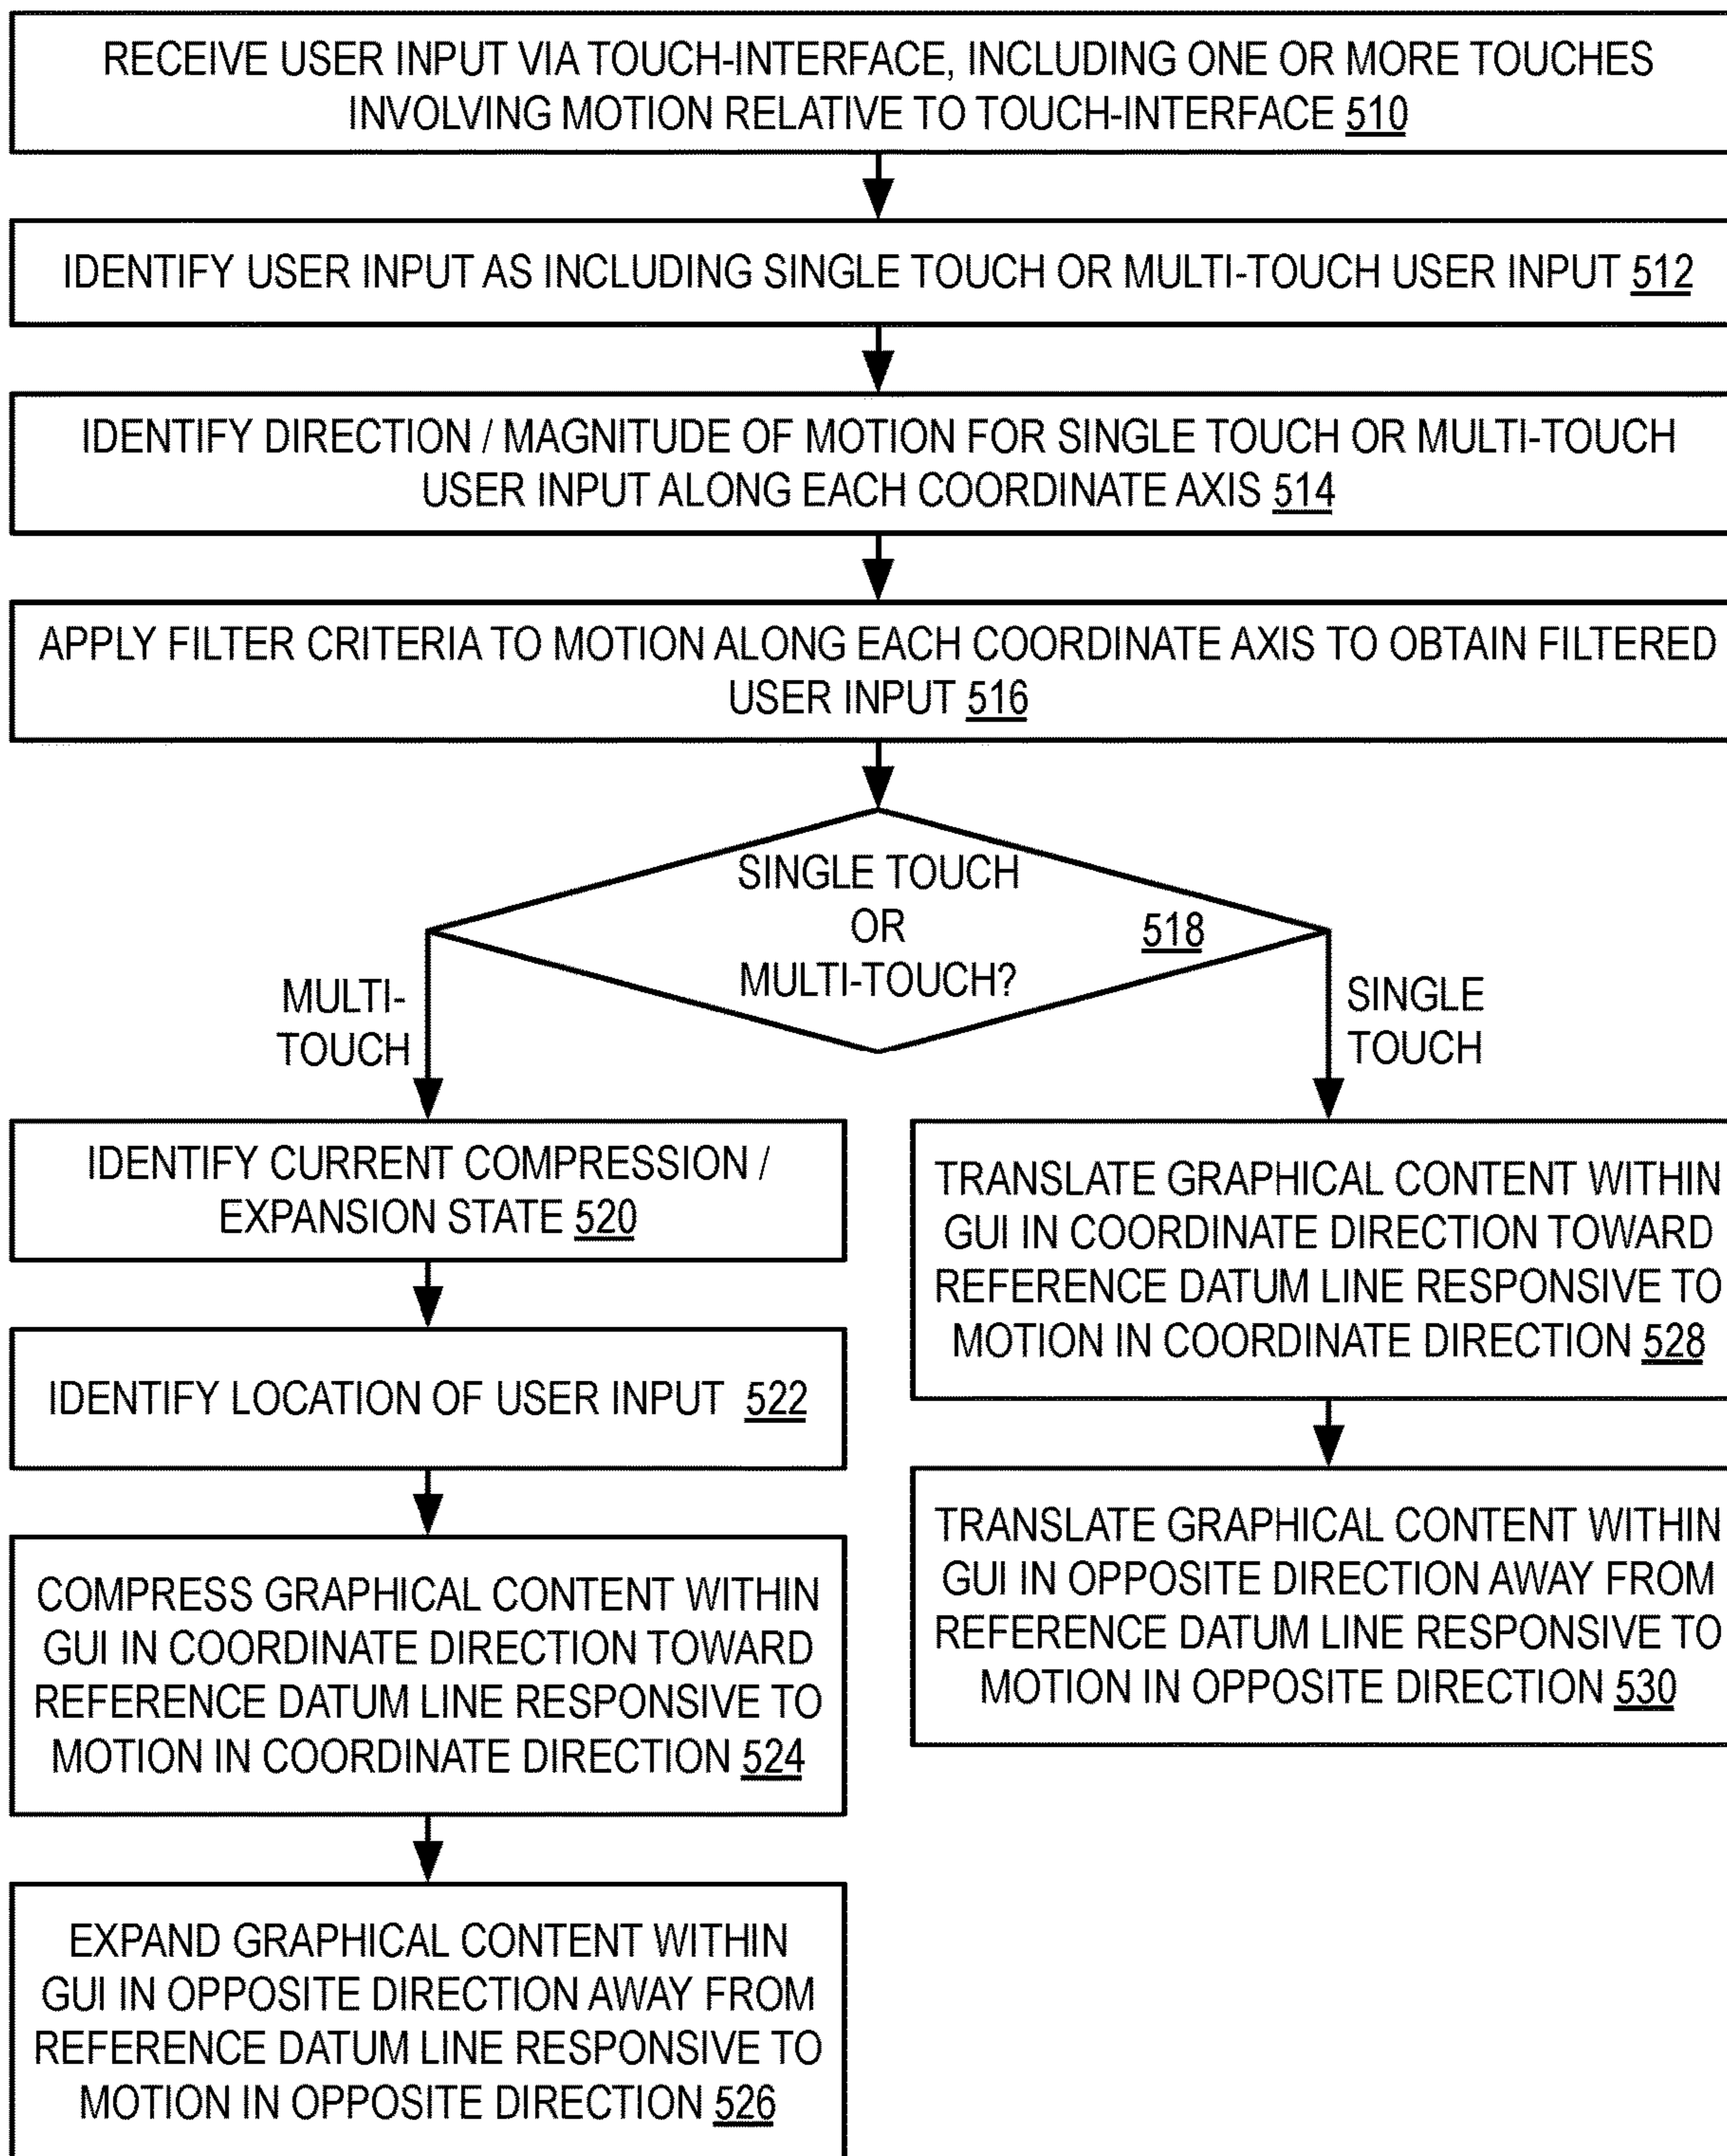 RECEIVE USER INPUT VIA TOUCH-INTERFACE, INCLUDING ONE OR MORE TOUCHES
INVOLVING MOTION RELATIVE TO TOUCH-INTERFACE 510
IDENTIFY USER INPUT AS INCLUDING SINGLE TOUCH OR MULTI-TOUCH USER INPUT 512
IDENTIFY DIRECTION / MAGNITUDE OF MOTION FOR SINGLE TOUCH OR MULTI-TOUCH
USER INPUT ALONG EACH COORDINATE AXIS 514
APPLY FILTER CRITERIA TO MOTION ALONG EACH COORDINATE AXIS TO OBTAIN FILTERED
USER INPUT 516
SINGLE TOUCH
OR
MULTI-TOUCH?
518
MULTI-
TOUCH
SINGLE
TOUCH
IDENTIFY CURRENT COMPRESSION /
EXPANSION STATE 520
IDENTIFY LOCATION OF USER INPUT 522
COMPRESS GRAPHICAL CONTENT WITHIN
GUI IN COORDINATE DIRECTION TOWARD
REFERENCE DATUM LINE RESPONSIVE TO
MOTION IN COORDINATE DIRECTION 524
EXPAND GRAPHICAL CONTENT WITHIN
GUI IN OPPOSITE DIRECTION AWAY FROM
REFERENCE DATUM LINE RESPONSIVE TO
MOTION IN OPPOSITE DIRECTION 526
TRANSLATE GRAPHICAL CONTENT WITHIN
GUI IN COORDINATE DIRECTION TOWARD
REFERENCE DATUM LINE RESPONSIVE TO
MOTION IN COORDINATE DIRECTION 528
TRANSLATE GRAPHICAL CONTENT WITHIN
GUI IN OPPOSITE DIRECTION AWAY FROM
REFERENCE DATUM LINE RESPONSIVE TO
MOTION IN OPPOSITE DIRECTION 530